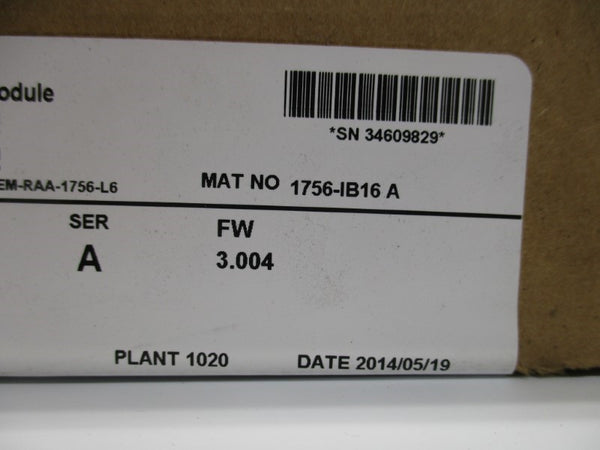 odule
*SN 34609829*
EM-RAA-1756-L6
MAT NO 1756-IB16 A
SER FW
A 3.004
PLANT 1020 DATE 2014/05/19